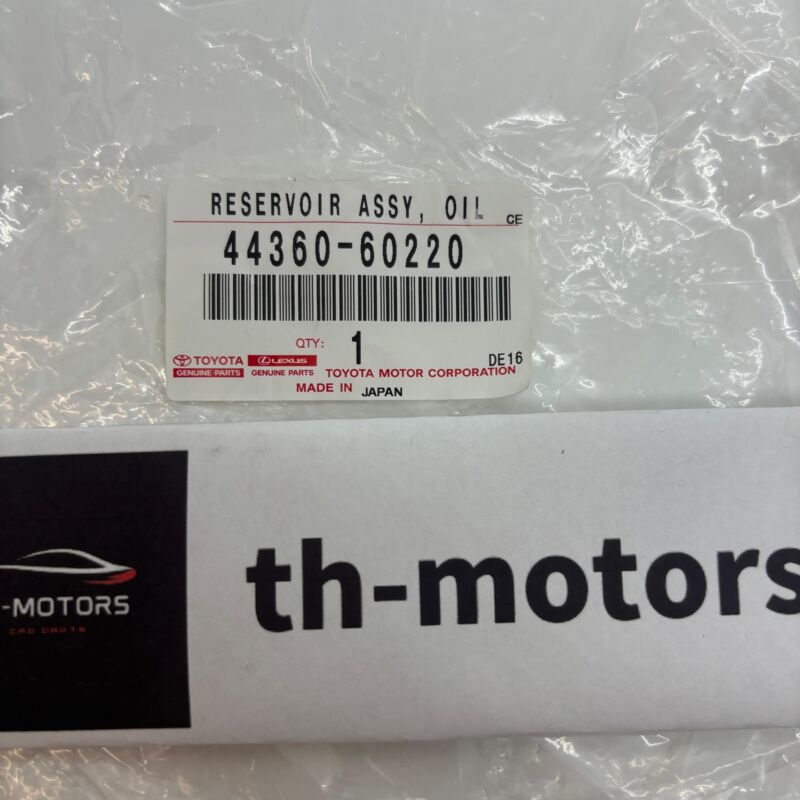 RESERVOIR ASSY, OIL
CE
44360-60220
QTY: 1
DE16
TOYOTA LEXUS
GENUINE PARTS GENUINE PARTS TOYOTA MOTOR CORPORATION
MADE IN JAPAN
th-motors
-MOTORS